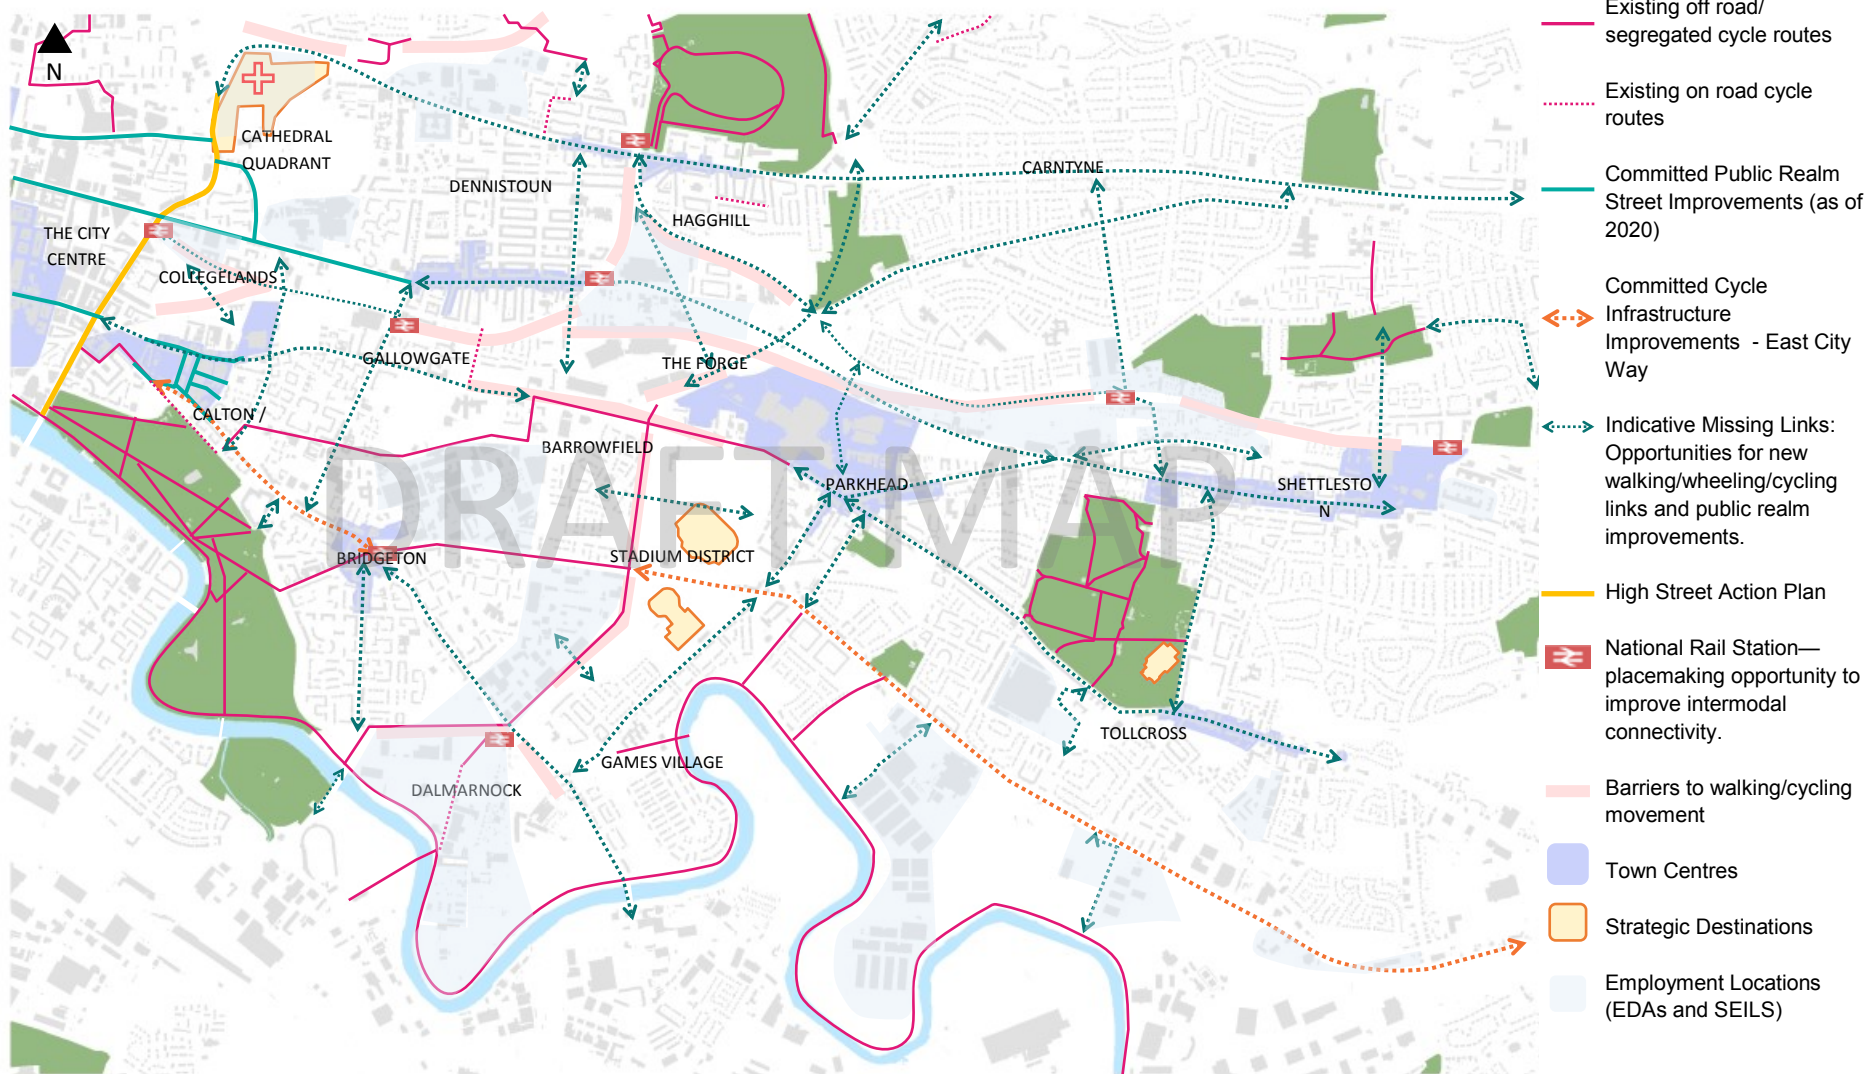 N
CATHEDRAL
QUADRANT
DENNISTOUN
CARNTYNE
HAGGHILL
THE CITY
CENTRE
COLLEGELANDS
GALLOWGATE
THE FORGE
CALTON /
BARROWFIELD
DRAFT MAP
PARKHEAD
SHETTLESTO
N
BRIDGETON
STADIUM DISTRICT
TOLLCROSS
GAMES VILLAGE
DALMARNOCK
Existing off road/
segregated cycle routes
Existing on road cycle
routes
Committed Public Realm
Street Improvements (as of
2020)
Committed Cycle
Infrastructure
Improvements - East City
Way
Indicative Missing Links:
Opportunities for new
walking/wheeling/cycling
links and public realm
improvements.
High Street Action Plan
National Rail Station—
placemaking opportunity to
improve intermodal
connectivity.
Barriers to walking/cycling
movement
Town Centres
Strategic Destinations
Employment Locations
(EDAs and SEILS)